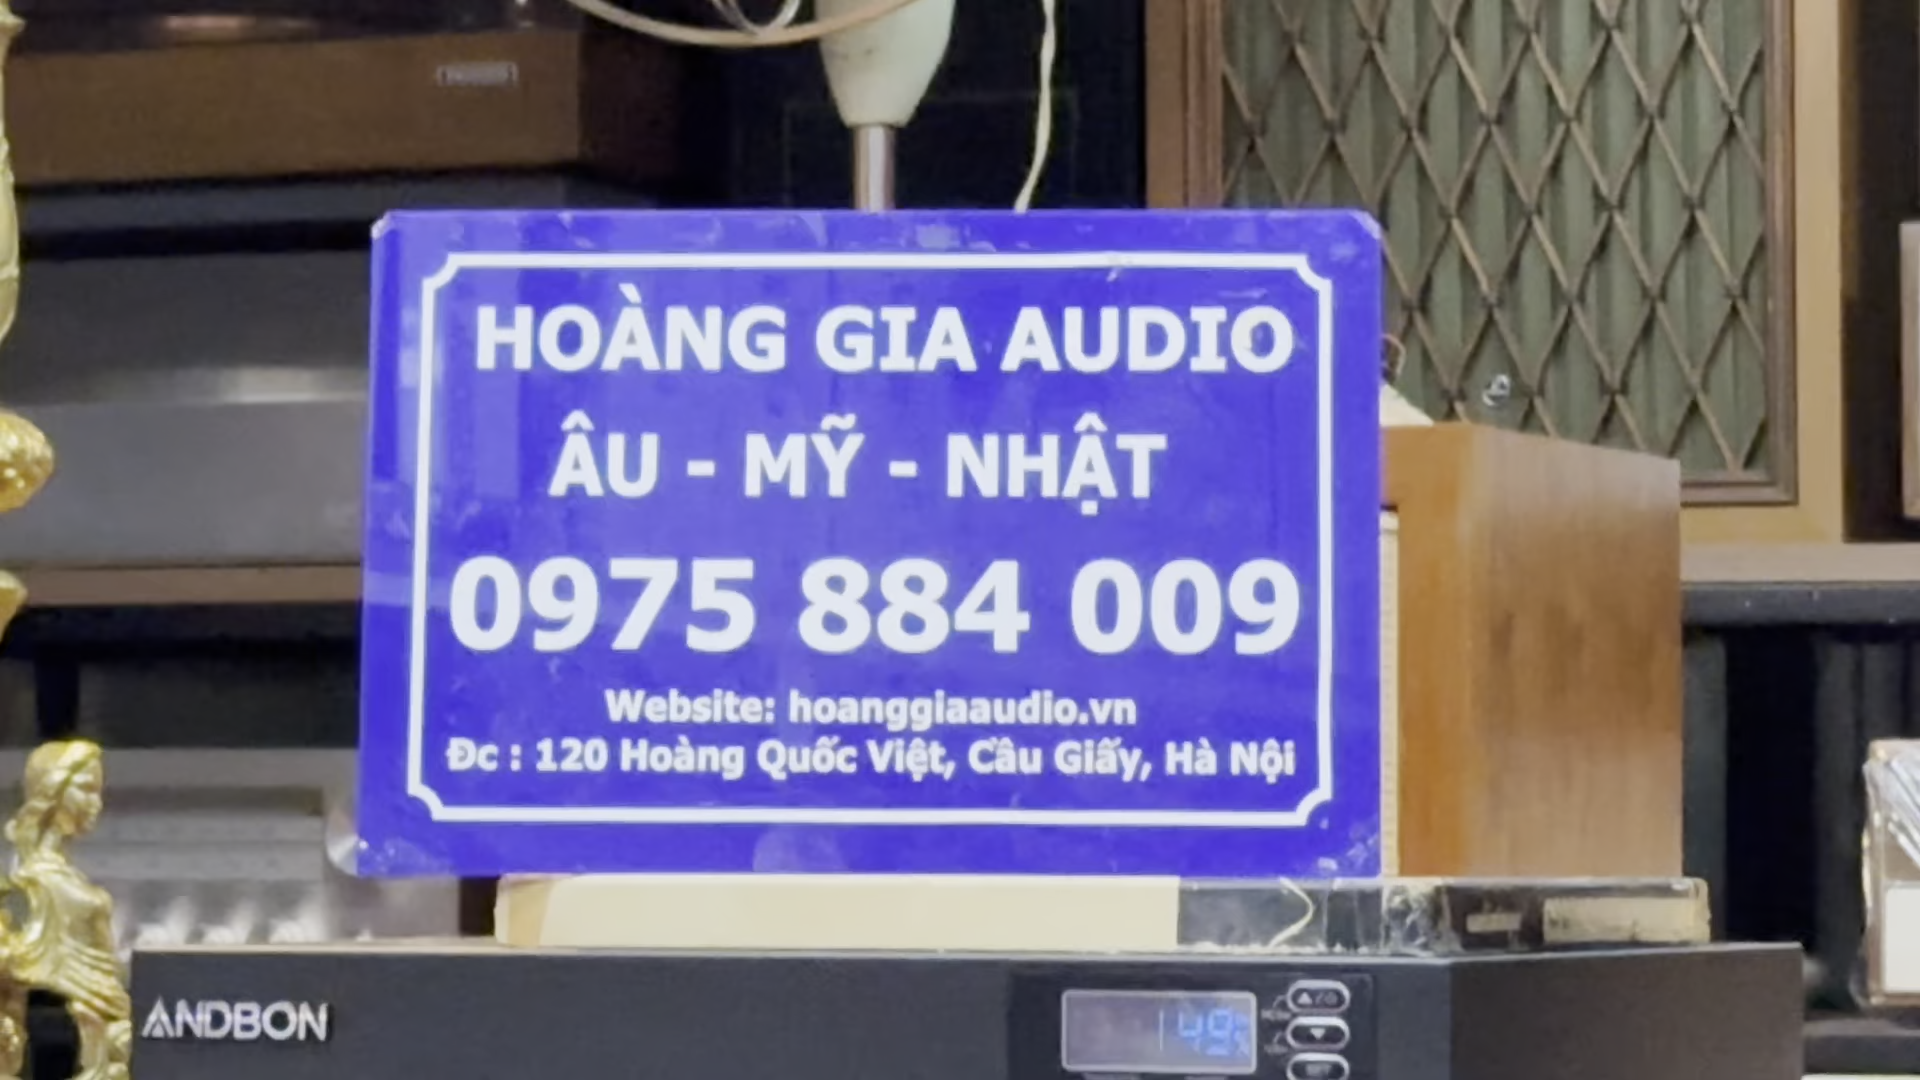 HOÀNG GIA AUDIO
ÂU - MỸ - NHẬT
0975 884 009
Website: hoanggiaaudio.vn
Đc : 120 Hoàng Quốc Việt, Cầu Giấy, Hà Nội
ANDBON